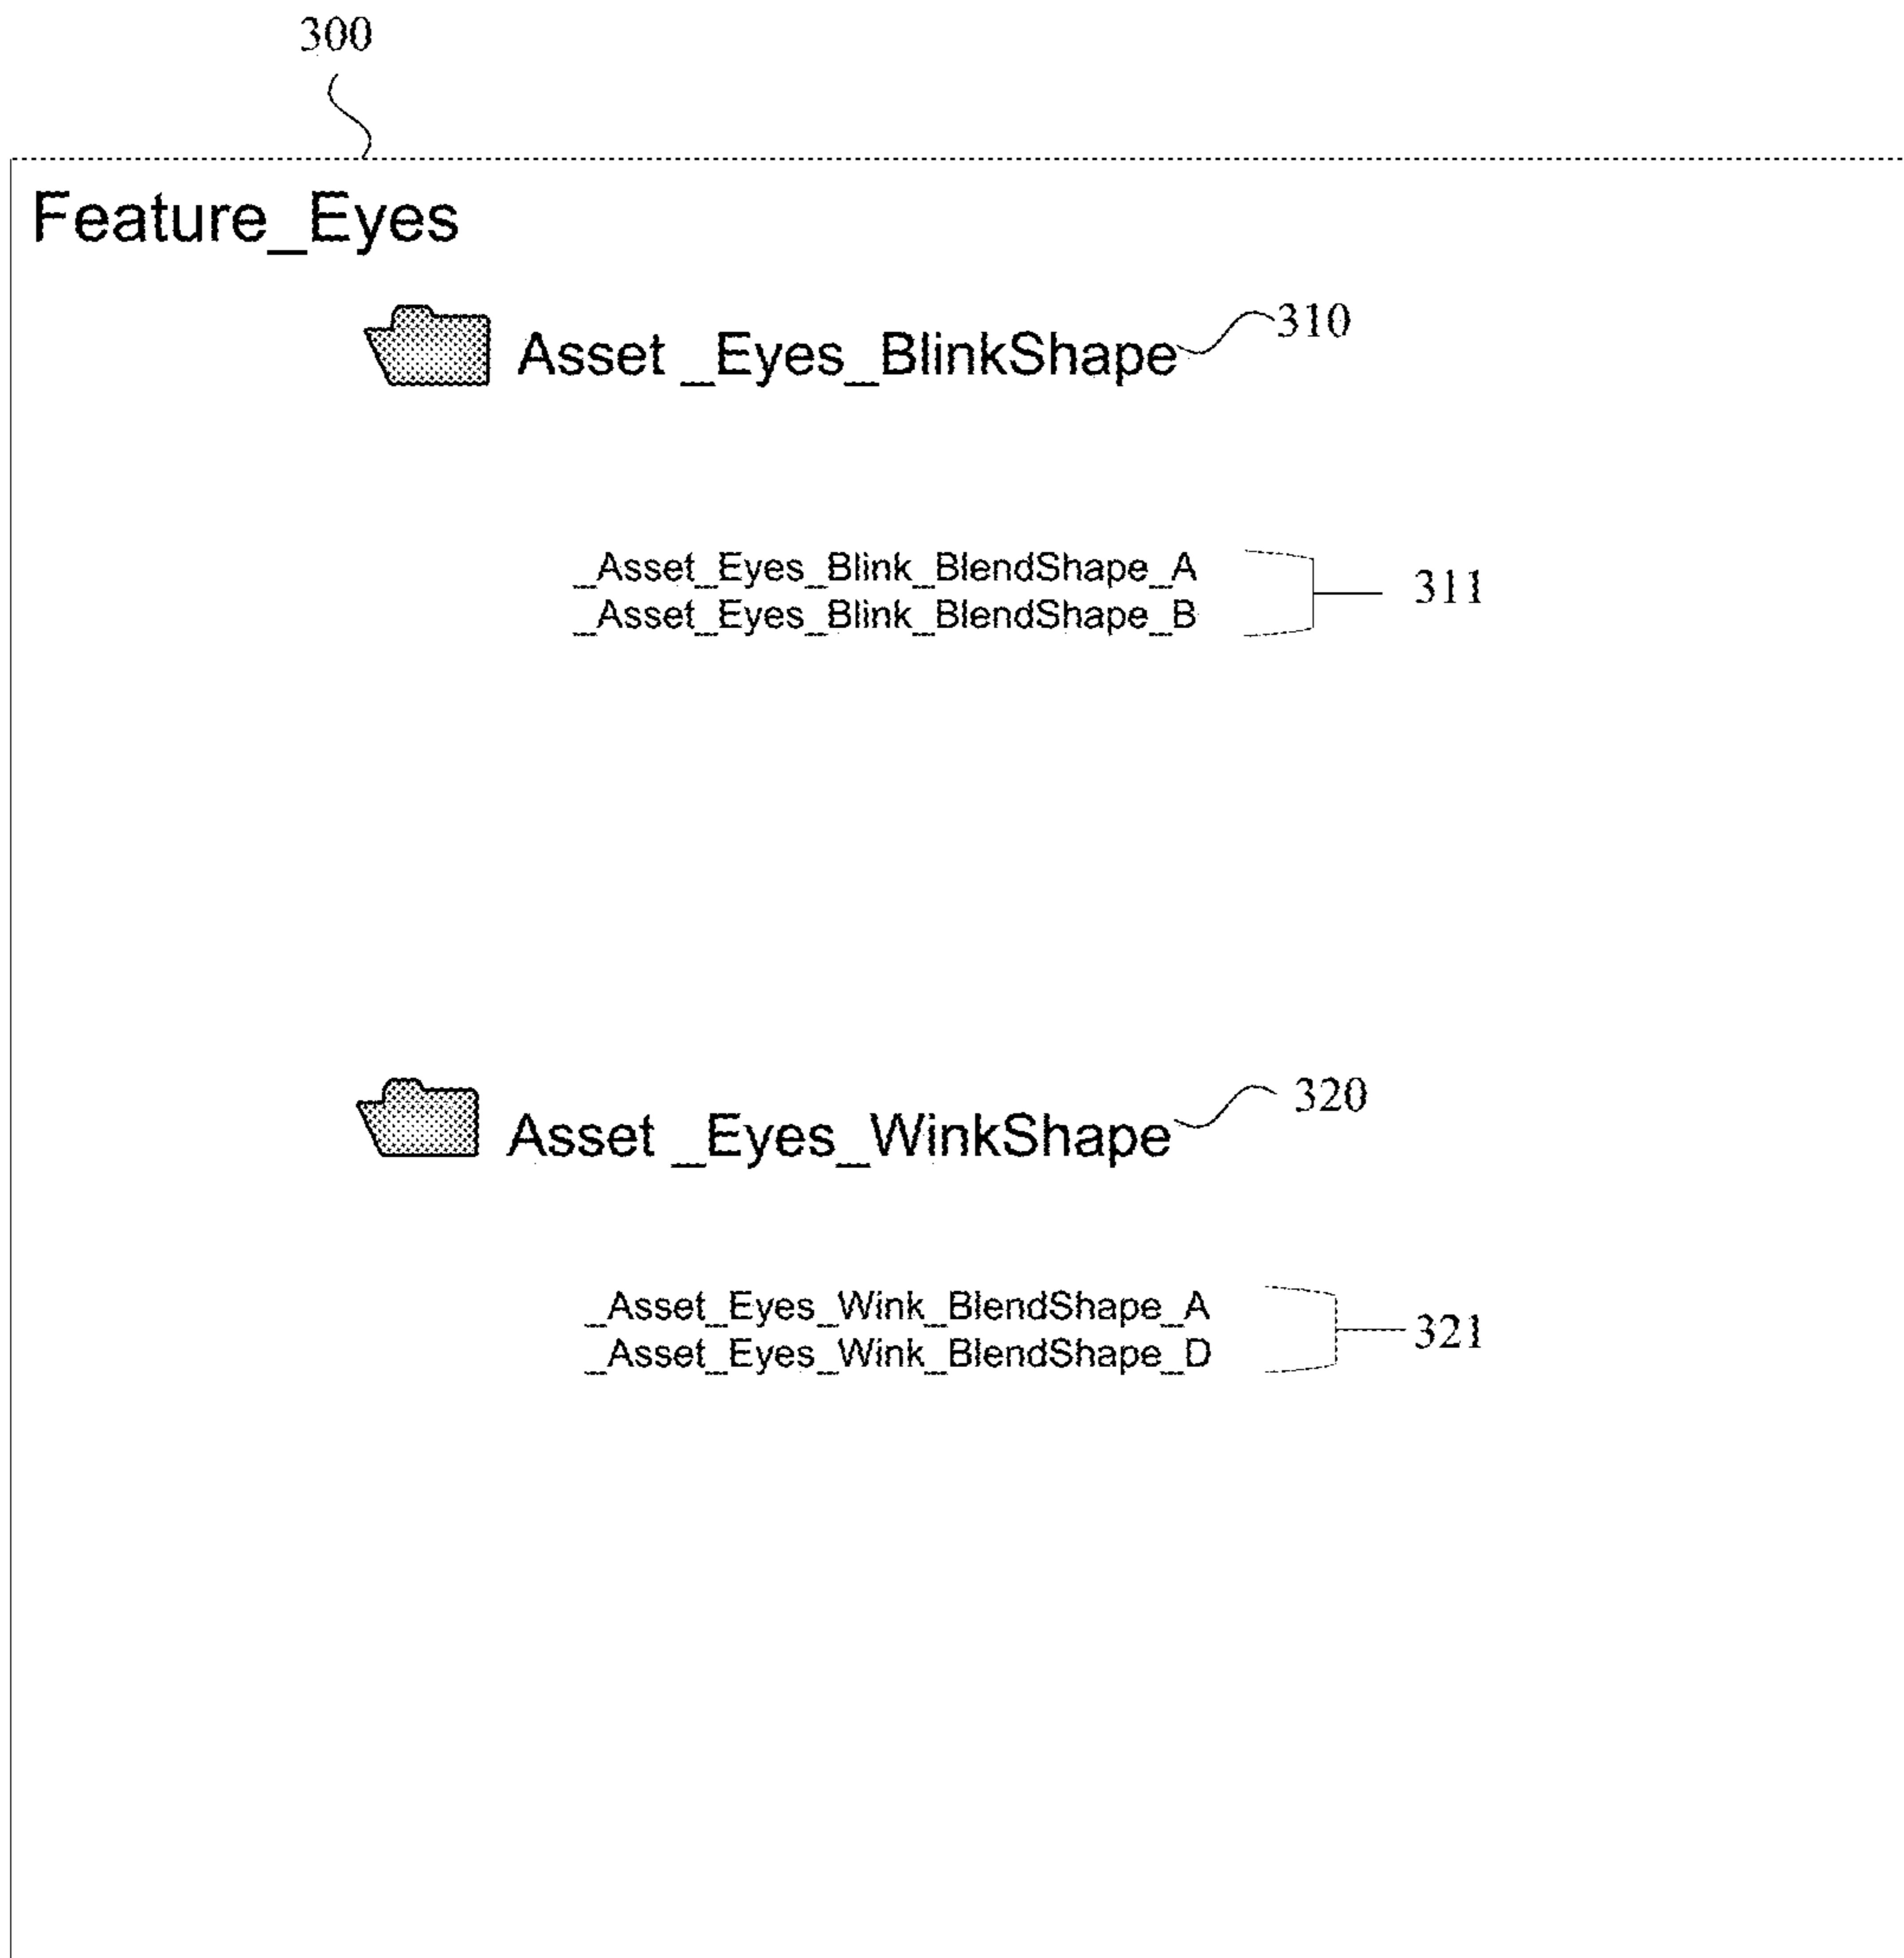 300
Feature_Eyes
Asset _Eyes_BlinkShape 310
_Asset_Eyes_Blink_BlendShape_A
_Asset_Eyes_Blink_BlendShape_B
311
Asset _Eyes_WinkShape 320
_Asset_Eyes_Wink_BlendShape_A
_Asset_Eyes_Wink_BlendShape_D
321